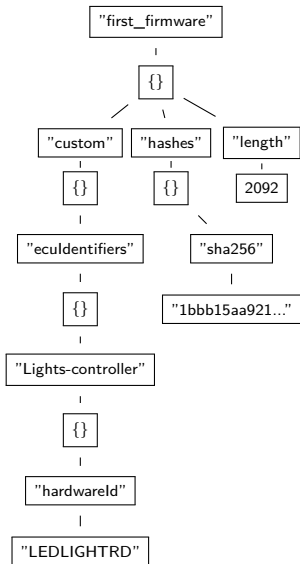 "first_firmware"
{}
"custom" "hashes" "length"
{} {} 2092
"ecuIdentifiers" "sha256"
{} "1bbb15aa921..."
"Lights-controller"
{}
"hardwareId"
"LEDLIGHTRD"